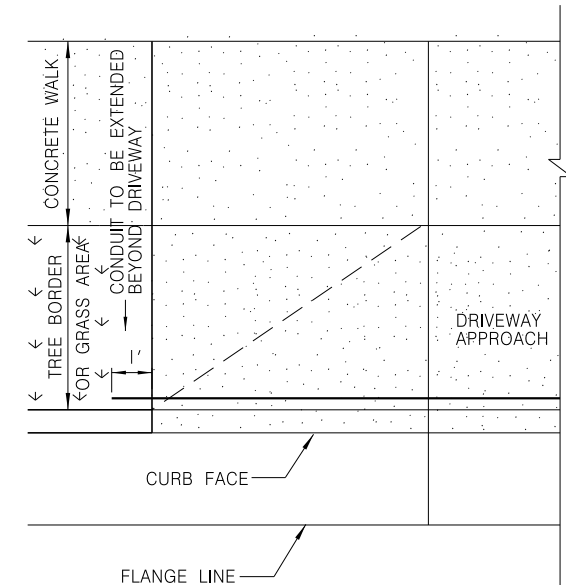 CONCRETE WALK
CONDUIT TO BE EXTENDED
BEYOND DRIVEWAY
TREE BORDER
OR GRASS AREA
1'
DRIVEWAY
APPROACH
CURB FACE
FLANGE LINE